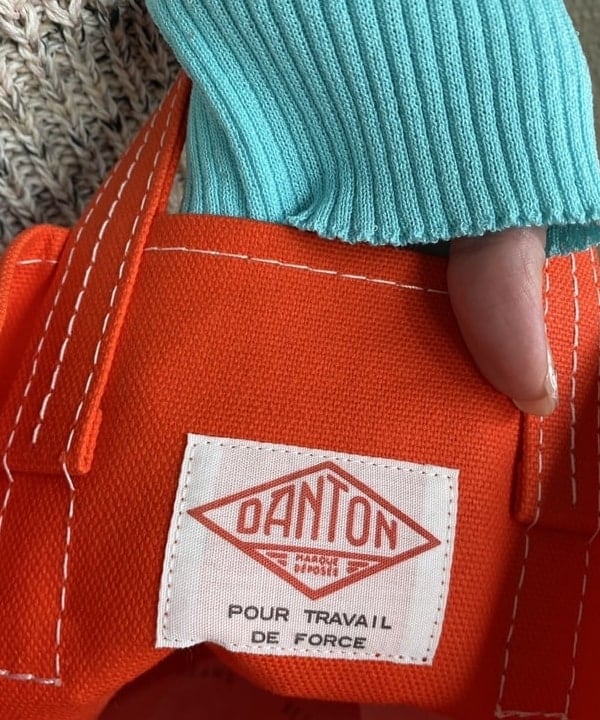 DANTON
MARQUE
DÉPOSÉE
POUR TRAVAIL
DE FORCE